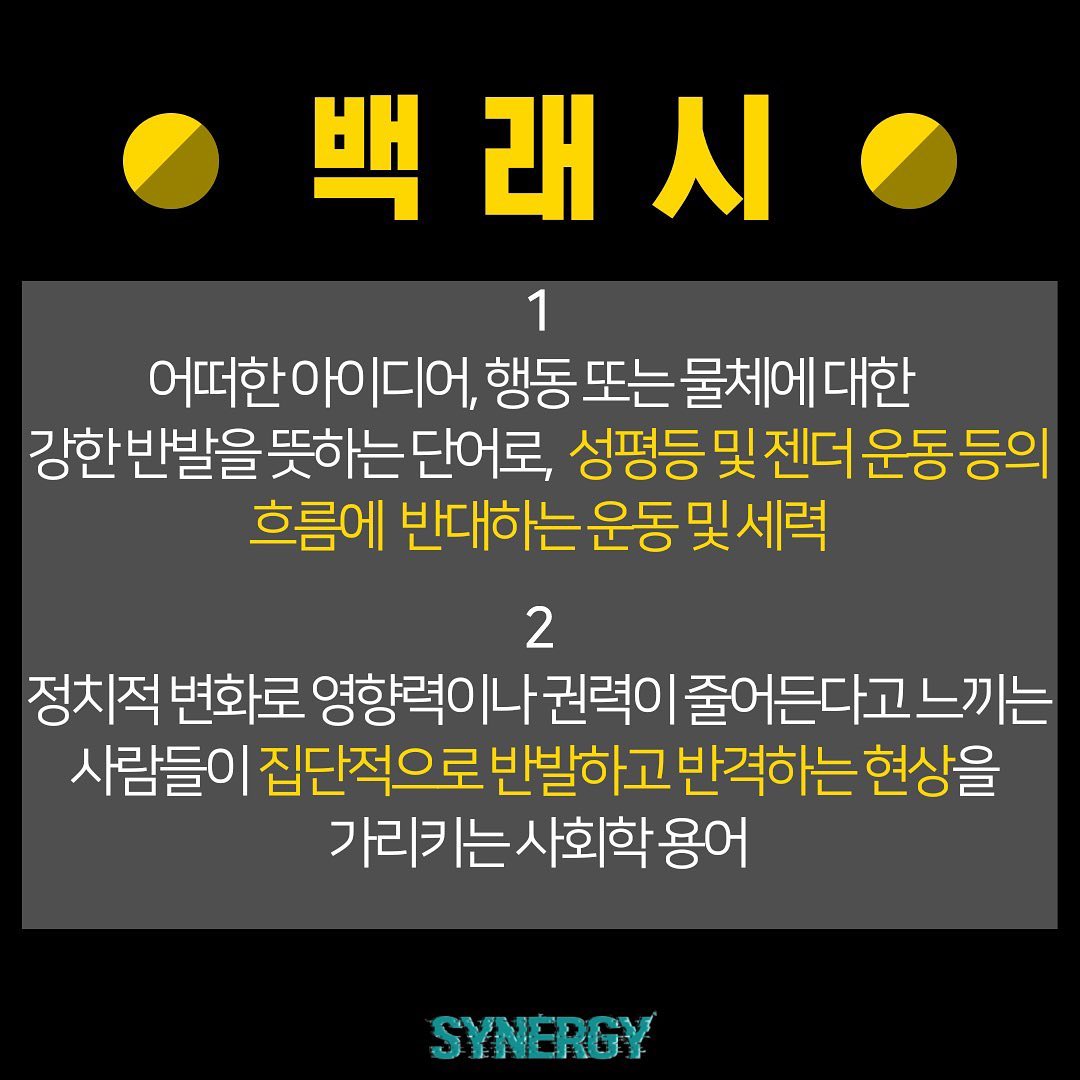 백래시
1
어떠한 아이디어, 행동 또는 물체에 대한
강한 반발을 뜻하는 단어로, 성평등 및 젠더 운동 등의
흐름에 반대하는 운동 및 세력
2
정치적 변화로 영향력이나 권력이 줄어든다고 느끼는
사람들이 집단적으로 반발하고 반격하는 현상을
가리키는 사회학 용어
SYNERGY